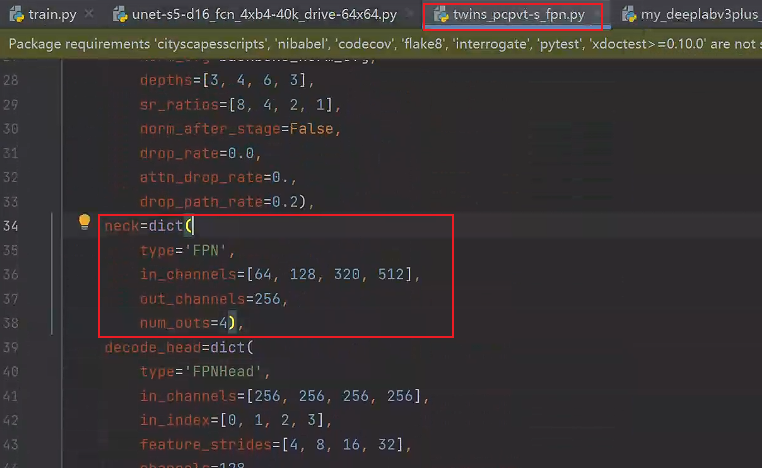 train.py
unet-s5-d16_fcn_4xb4-40k_drive-64x64.py
twins_pcpvt-s_fpn.py
my_deeplabv3plus_
Package requirements 'cityscapesscripts', 'nibabel', 'codecov', 'flake8', 'interrogate', 'pytest', 'xdoctest>=0.10.0' are not s
28 depths=[3, 4, 6, 3],
29 sr_ratios=[8, 4, 2, 1],
30 norm_after_stage=False,
31 drop_rate=0.0,
32 attn_drop_rate=0.,
33 drop_path_rate=0.2),
34 neck=dict(
35 type='FPN',
36 in_channels=[64, 128, 320, 512],
37 out_channels=256,
38 num_outs=4),
39 decode_head=dict(
40 type='FPNHead',
41 in_channels=[256, 256, 256, 256],
42 in_index=[0, 1, 2, 3],
43 feature_strides=[4, 8, 16, 32],
channels=128